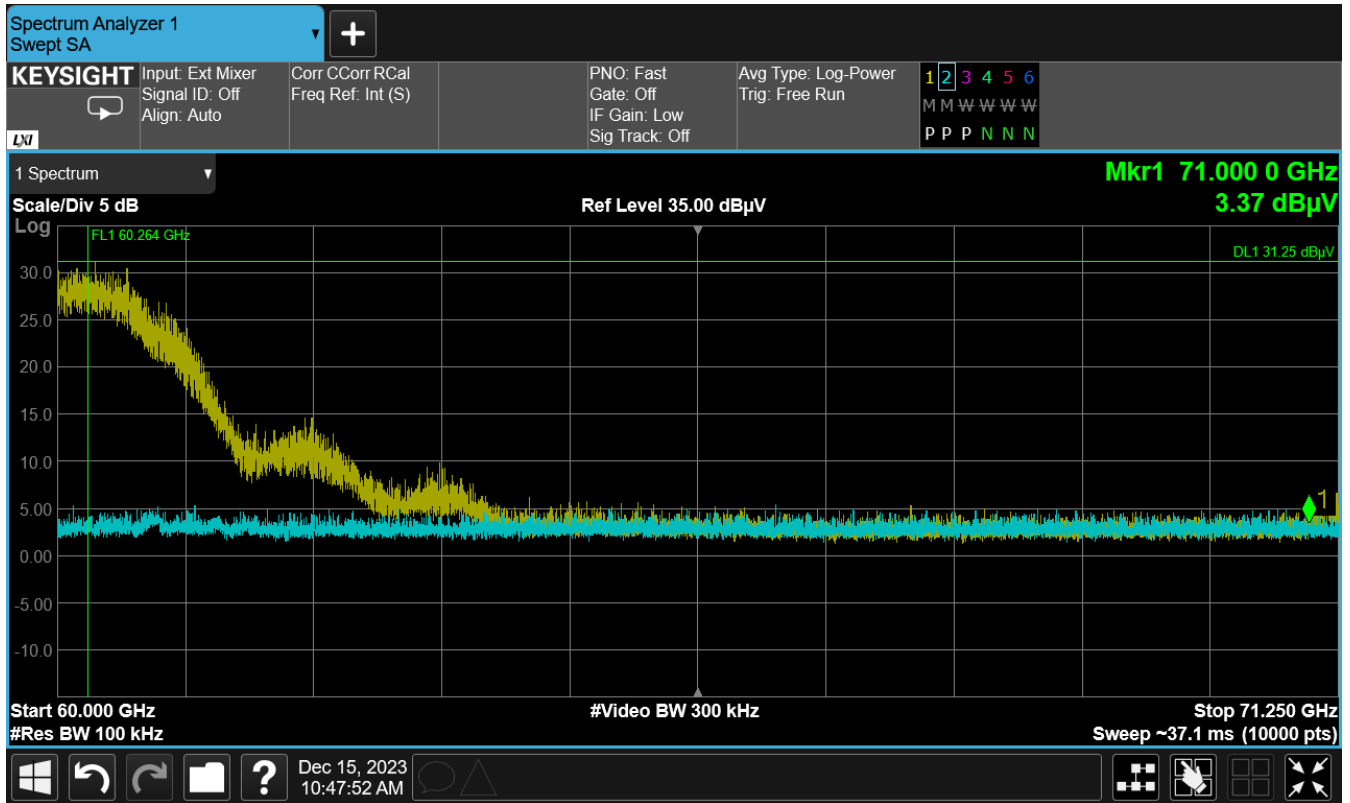 Spectrum Analyzer 1
Swept SA
KEYSIGHT
LXI
Input: Ext Mixer
Signal ID: Off
Align: Auto
Corr CCorr RCal
Freq Ref: Int (S)
PNO: Fast
Gate: Off
IF Gain: Low
Sig Track: Off
Avg Type: Log-Power
Trig: Free Run
1 2 3 4 5 6
M M W W W W
P P P N N N
1 Spectrum
Mkr1 71.000 0 GHz
3.37 dBµV
Scale/Div 5 dB
Ref Level 35.00 dBµV
Log
FL1 60.264 GHz
DL1 31.25 dBµV
30.0
25.0
20.0
15.0
10.0
5.00
0.00
-5.00
-10.0
1
Start 60.000 GHz
#Video BW 300 kHz
Stop 71.250 GHz
#Res BW 100 kHz
Sweep ~37.1 ms (10000 pts)
?
Dec 15, 2023
10:47:52 AM